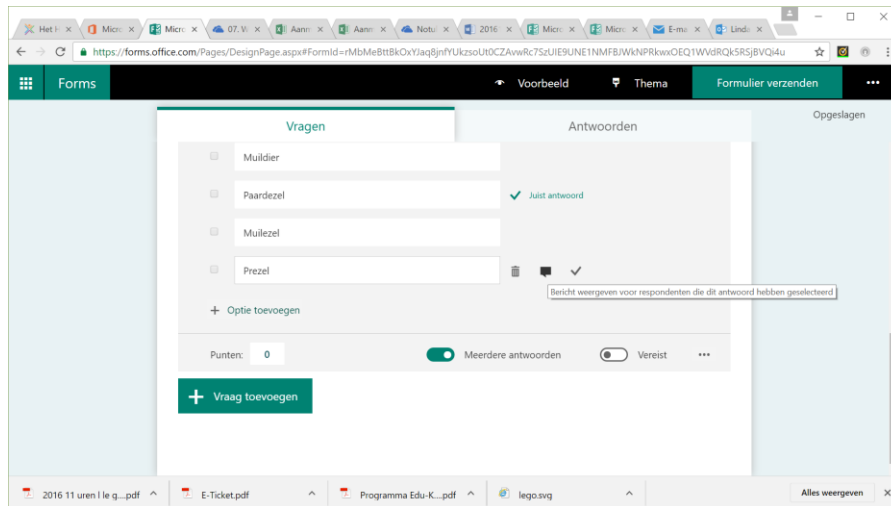 Het H
Micro
Micro
07. W
Aanm
Aanm
Notul
2016
Micro
Micro
E-ma
Linda
https://forms.office.com/Pages/DesignPage.aspx#FormId=
Forms
Voorbeeld
Thema
Formulier verzenden
Opgeslagen
Vragen
Antwoorden
Muildier
Paardezel
Juist antwoord
Muilezel
Prezel
Bericht weergeven voor respondenten die dit antwoord hebben geselecteerd
+ Optie toevoegen
Punten: 0
Meerdere antwoorden
Vereist
+ Vraag toevoegen
2016 11 uren l le g....pdf
E-Ticket.pdf
Programma Edu-K....pdf
lego.svg
Alles weergeven